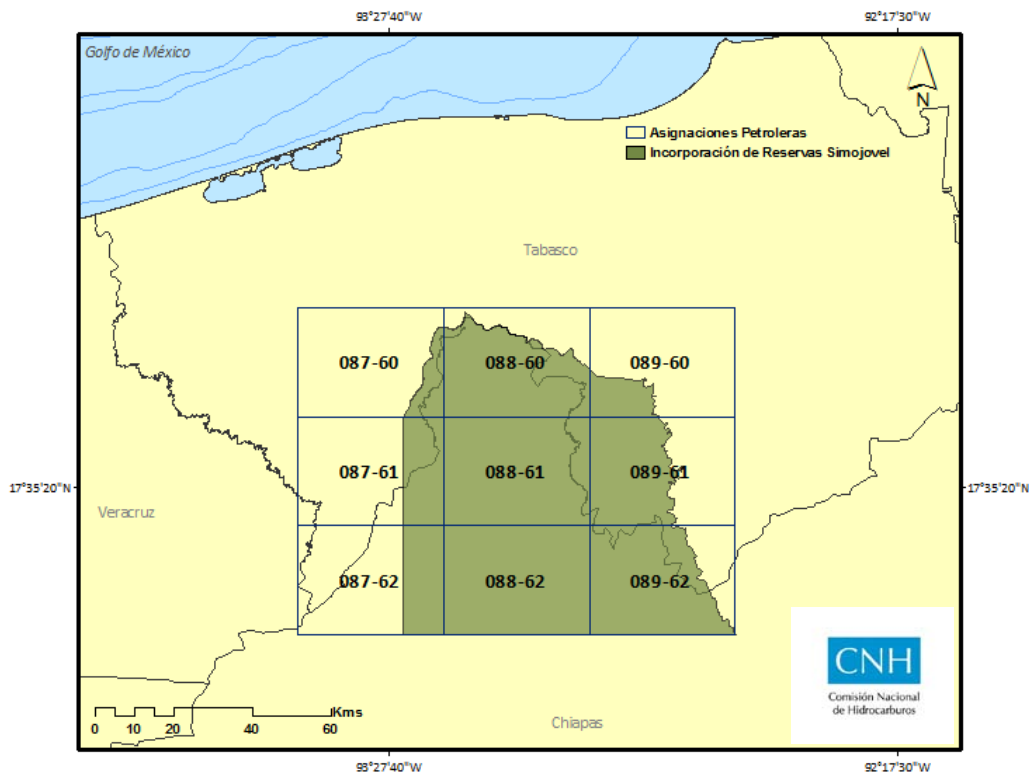 93°27'40"W
92°17'30"W
Golfo de México
N
Asignaciones Petroleras
Incorporación de Reservas Simojovel
Tabasco
087-60
088-60
089-60
087-61
088-61
089-61
17°35'20"N
17°35'20"N
Veracruz
087-62
088-62
089-62
CNH
Comisión Nacional
de Hidrocarburos
Kms
0 10 20 40 60
Chiapas
93°27'40"W
92°17'30"W